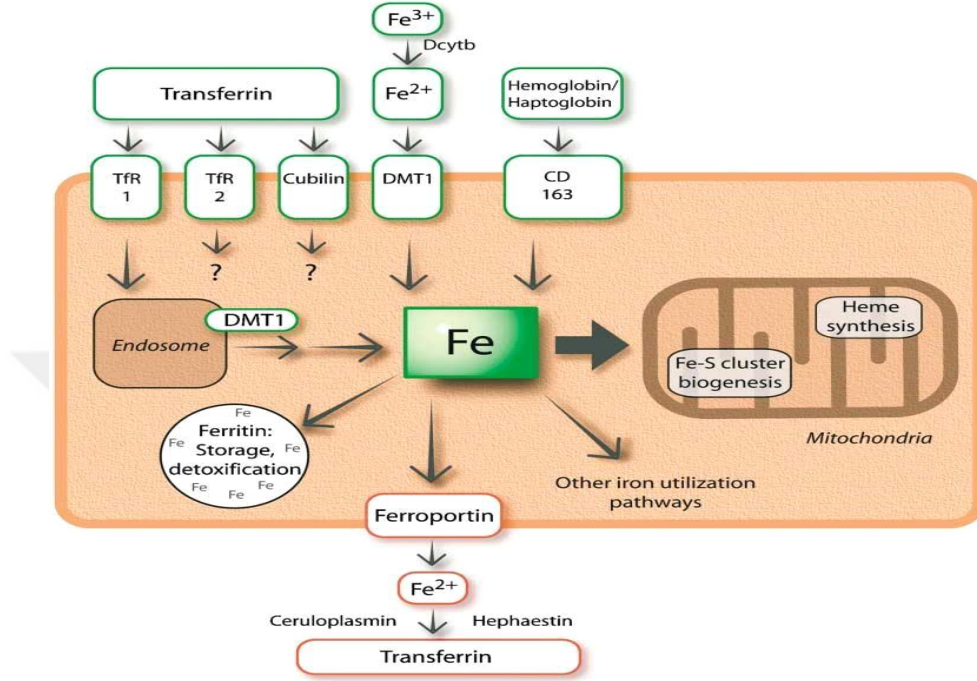 Fe3+
Dcytb
Transferrin
Fe2+
Hemoglobin/
Haptoglobin
TfR
1
TfR
2
Cubilin
DMT1
CD
163
?
?
DMT1
Endosome
Fe
Heme
synthesis
Fe-S cluster
biogenesis
Mitochondria
Fe
Ferritin:
Fe
Storage,
Fe
detoxification
Fe
Fe
Fe
Other iron utilization
pathways
Ferroportin
Fe2+
Ceruloplasmin
Hephaestin
Transferrin